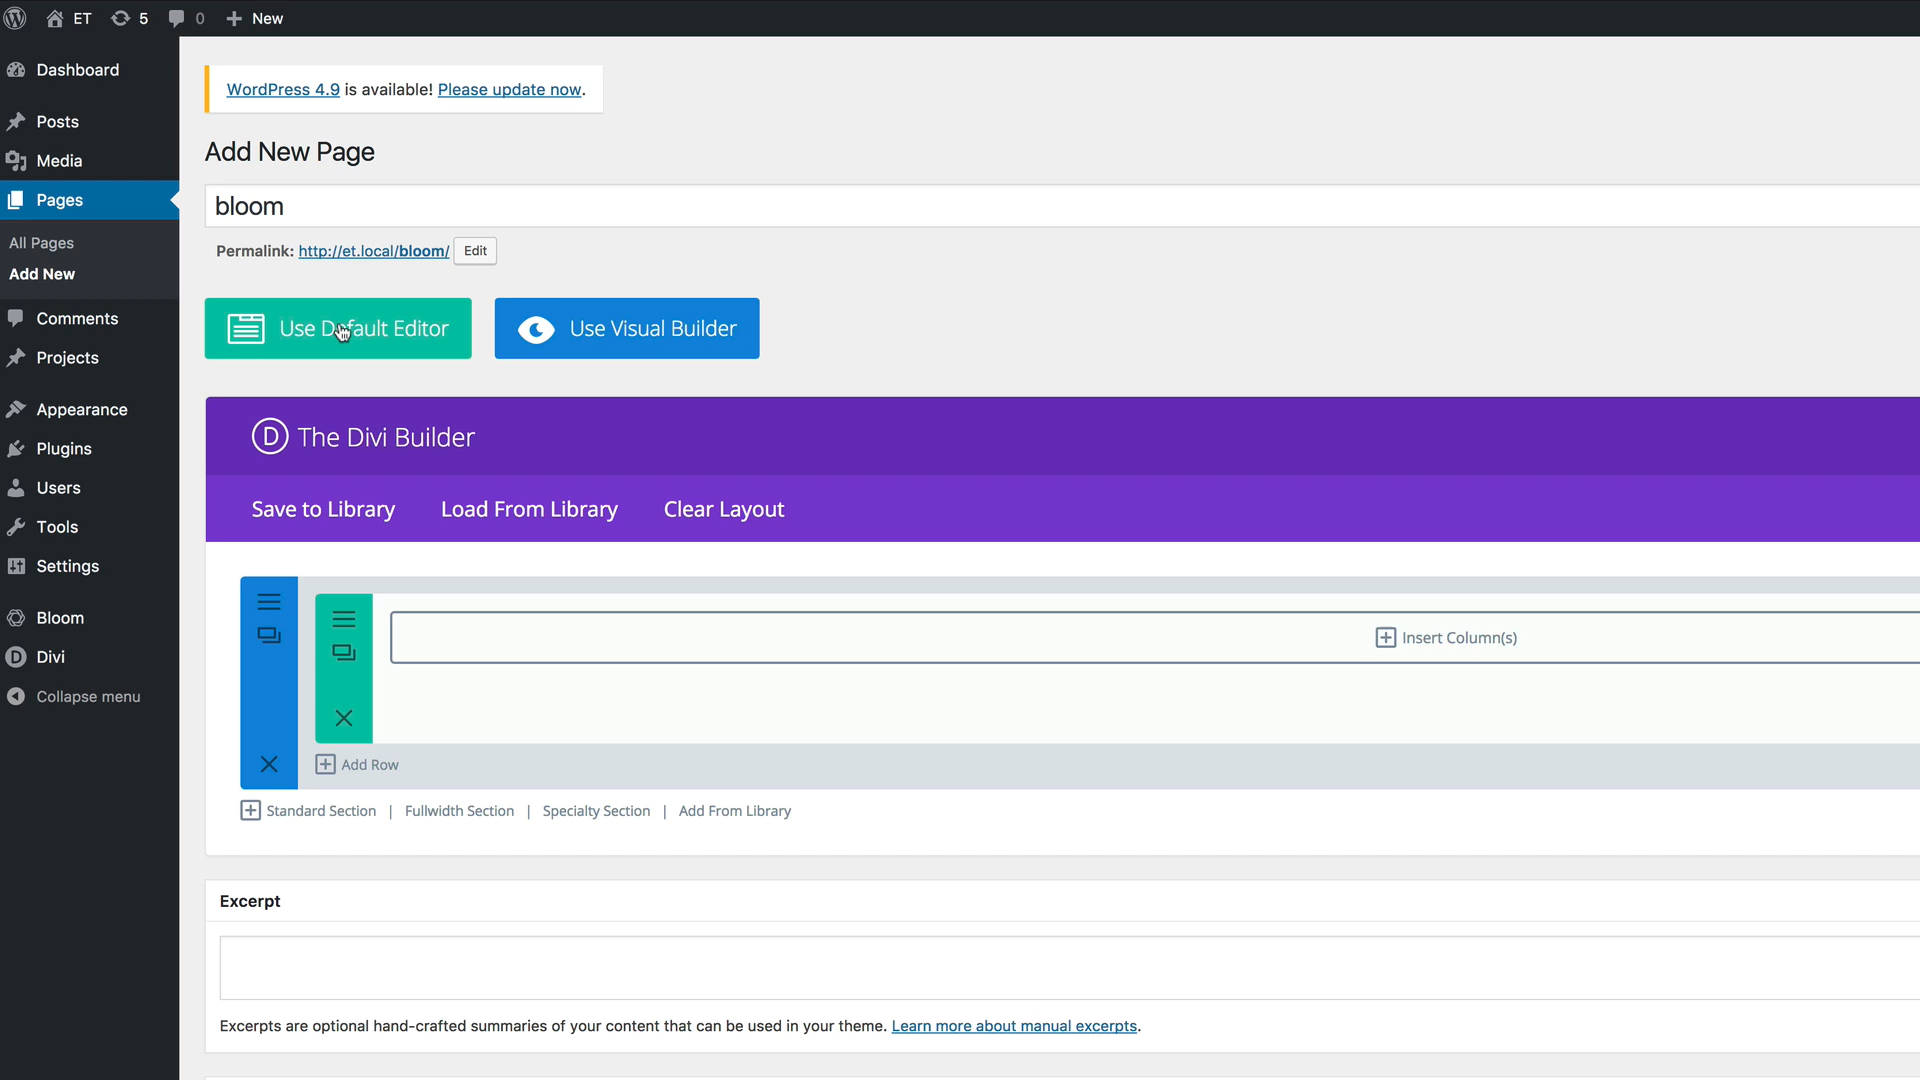 ET 5 0 New
Dashboard
Posts
Media
Pages
All Pages
Add New
Comments
Projects
Appearance
Plugins
Users
Tools
Settings
Bloom
Divi
Collapse menu
WordPress 4.9 is available! Please update now.
Add New Page
bloom
Permalink: http://et.local/bloom/ Edit
Use Default Editor Use Visual Builder
D The Divi Builder
Save to Library Load From Library Clear Layout
Insert Column(s)
Add Row
Standard Section | Fullwidth Section | Specialty Section | Add From Library
Excerpt
Excerpts are optional hand-crafted summaries of your content that can be used in your theme. Learn more about manual excerpts.